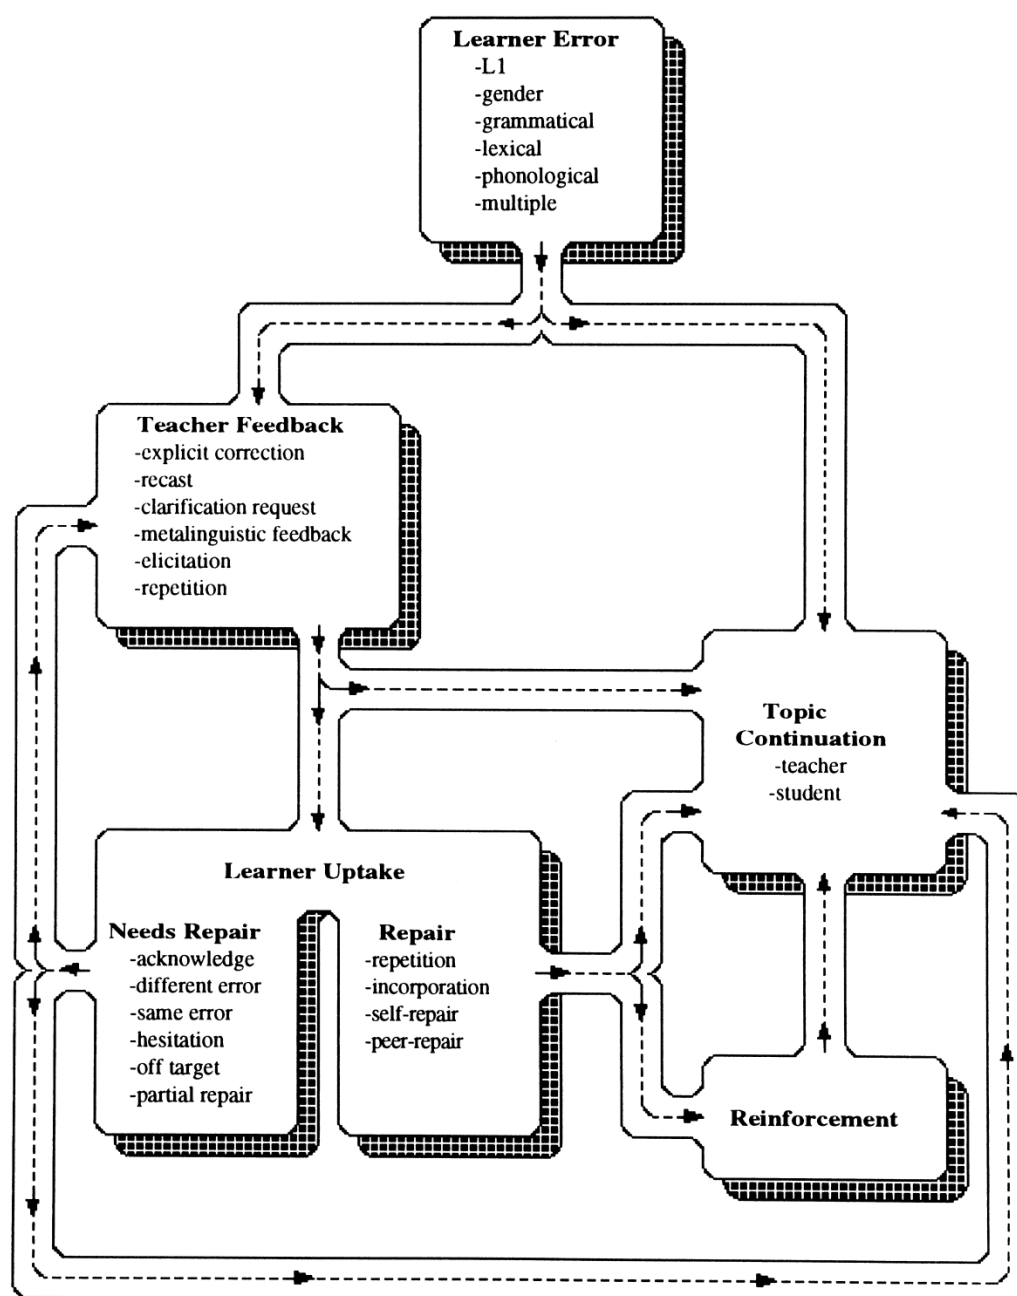 Learner Error
-L1
-gender
-grammatical
-lexical
-phonological
-multiple
Teacher Feedback
-explicit correction
-recast
-clarification request
-metalinguistic feedback
-elicitation
-repetition
Topic
Continuation
-teacher
-student
Learner Uptake
Needs Repair
-acknowledge
-different error
-same error
-hesitation
-off target
-partial repair
Repair
-repetition
-incorporation
-self-repair
-peer-repair
Reinforcement